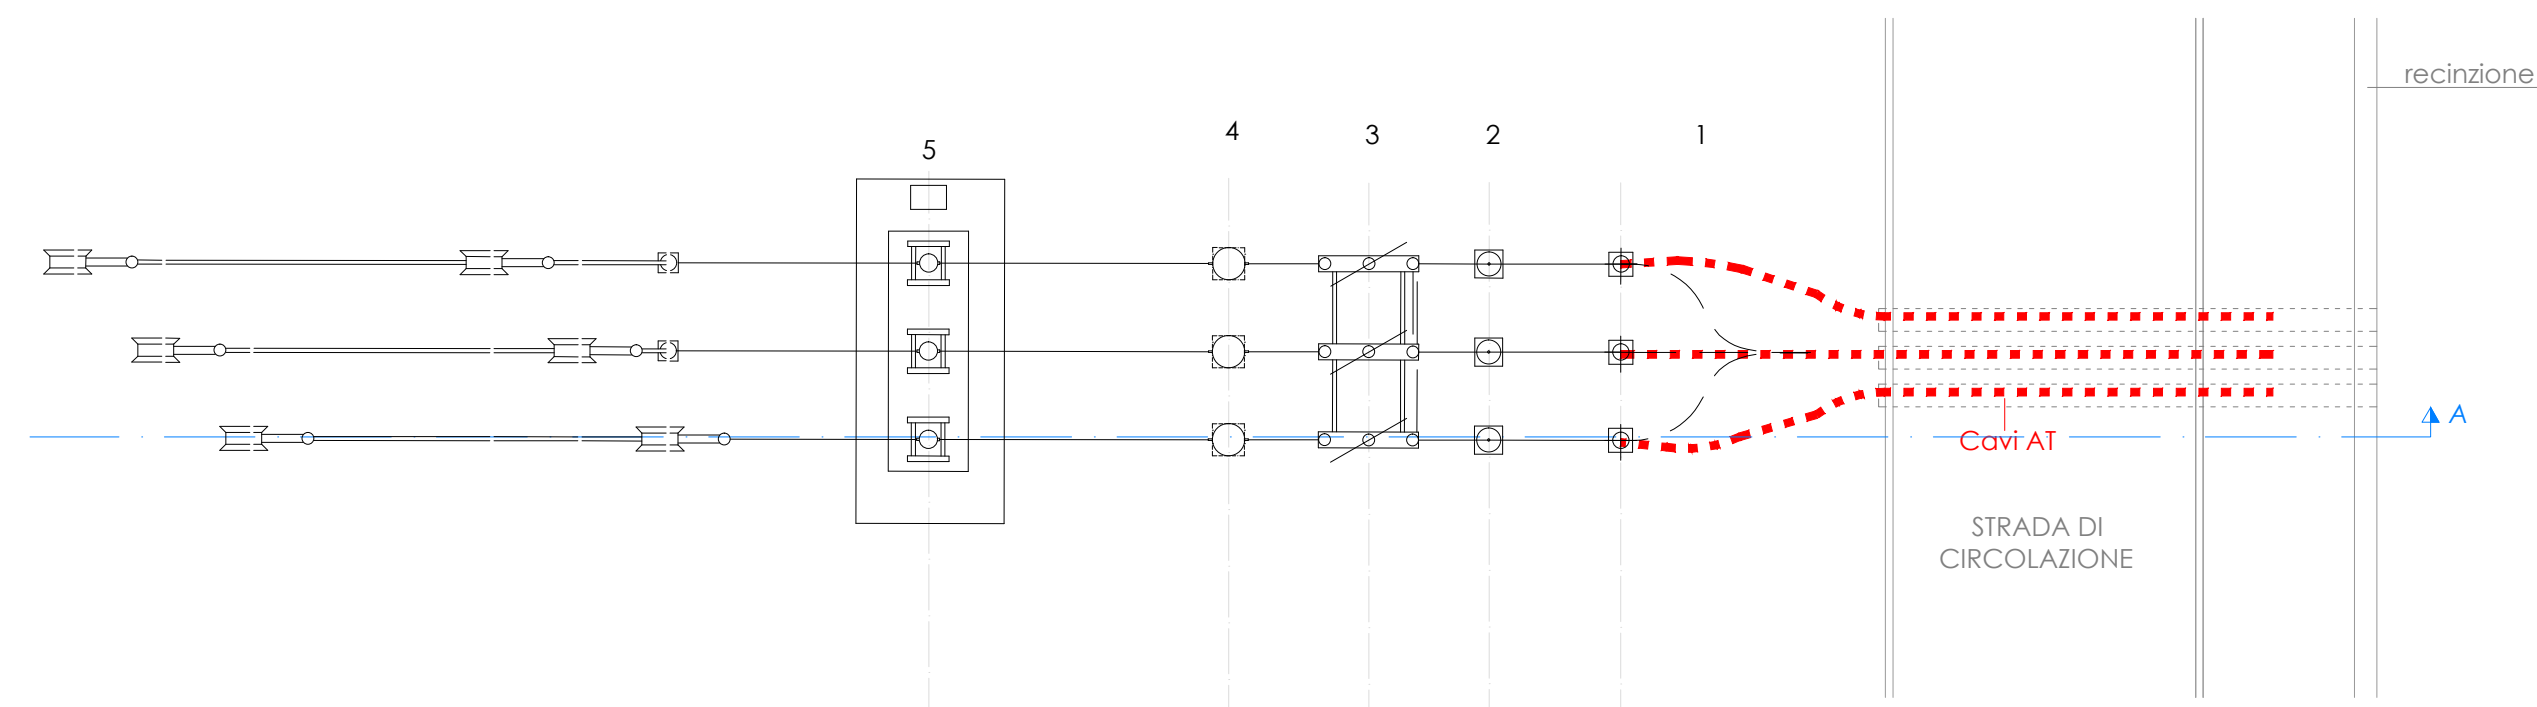 recinzione
4
3
2
1
5
A
Cavi AT
STRADA DI
CIRCOLAZIONE